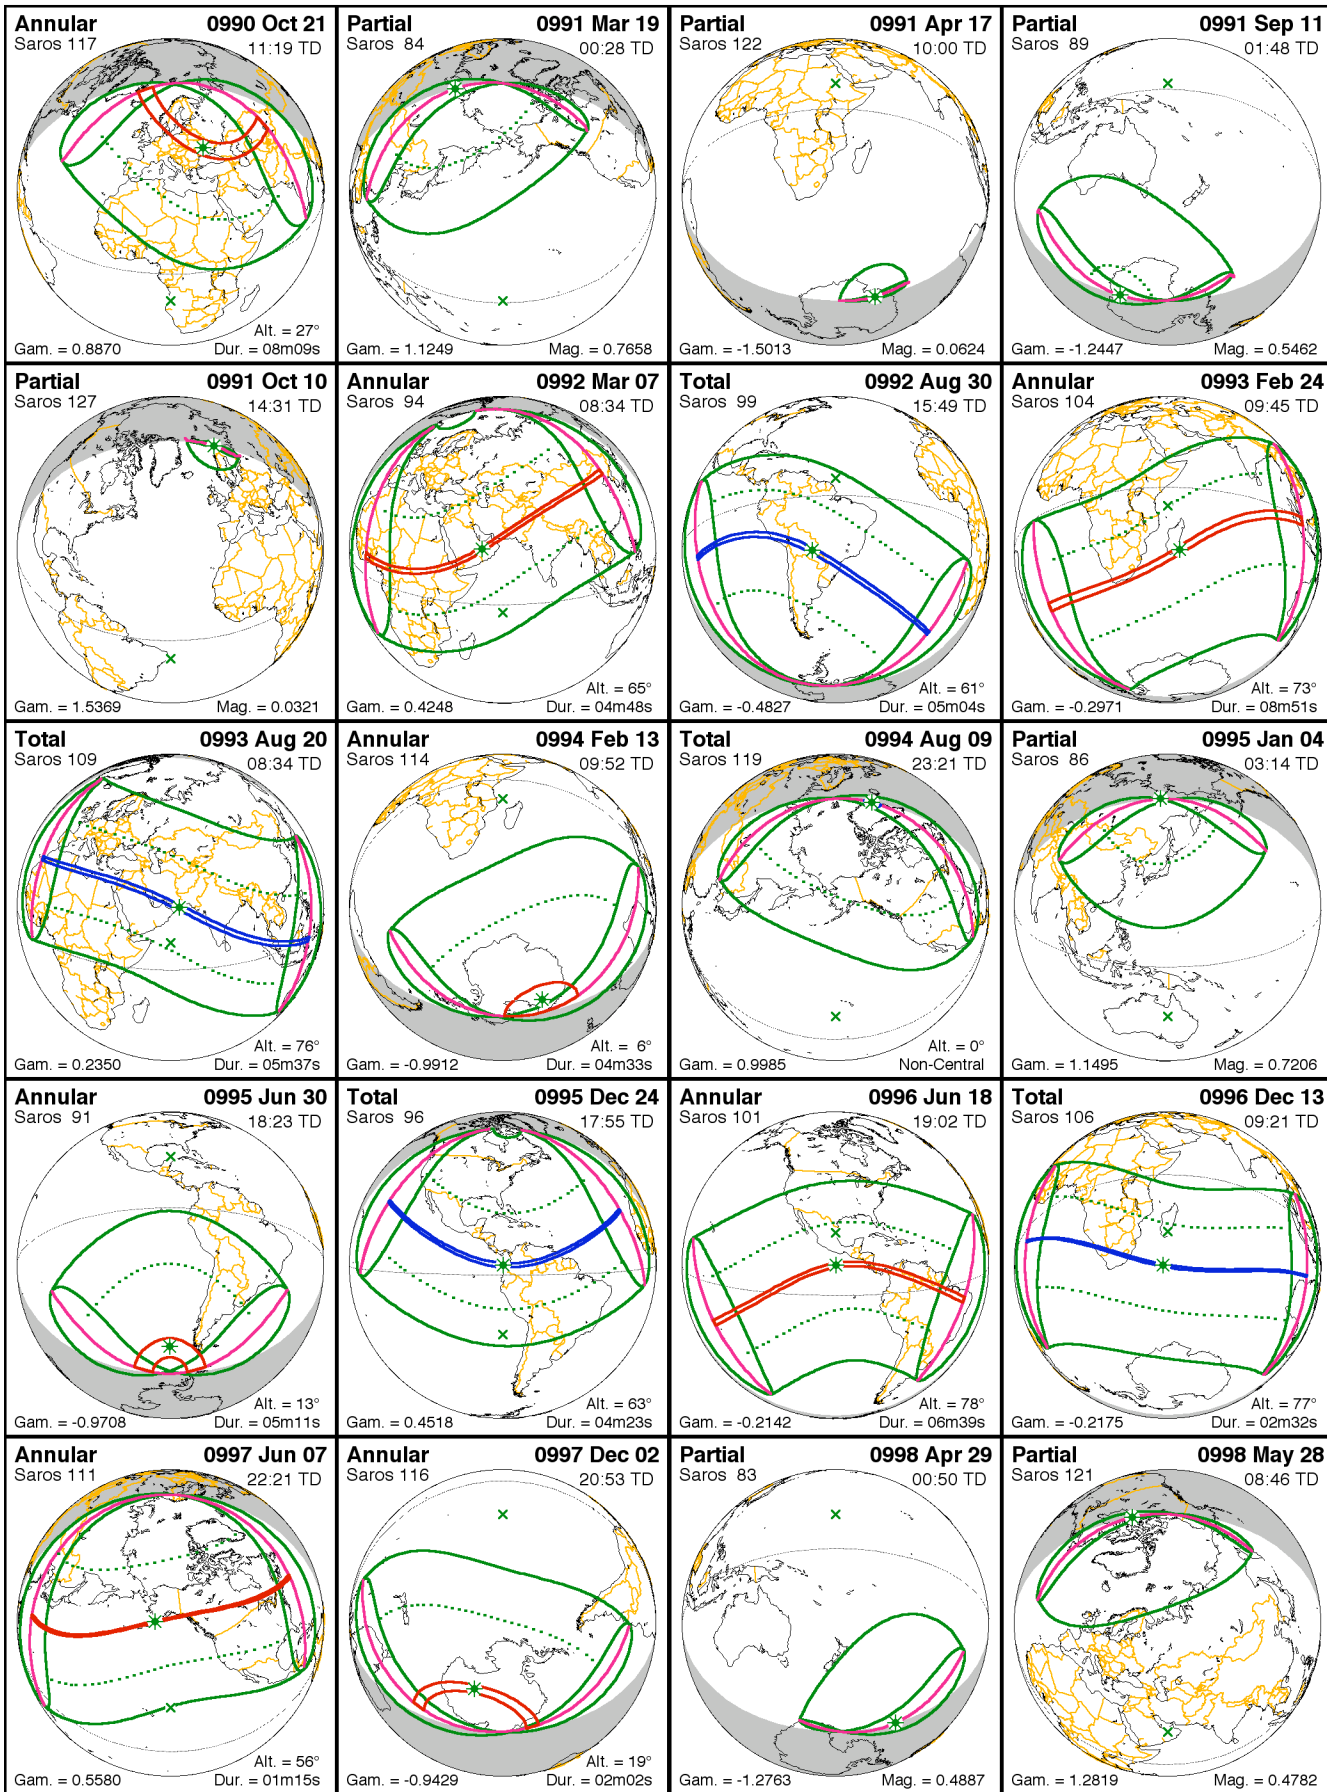 Annular 0990 Oct 21
Saros 117 11:19 TD
Alt. = 27°
Gam. = 0.8870 Dur. = 08m09s
Partial 0991 Mar 19
Saros 84 00:28 TD
Gam. = 1.1249 Mag. = 0.7658
Partial 0991 Apr 17
Saros 122 10:00 TD
Gam. = -1.5013 Mag. = 0.0624
Partial 0991 Sep 11
Saros 89 01:48 TD
Gam. = -1.2447 Mag. = 0.5462
Partial 0991 Oct 10
Saros 127 14:31 TD
Gam. = 1.5369 Mag. = 0.0321
Annular 0992 Mar 07
Saros 94 08:34 TD
Alt. = 65°
Gam. = 0.4248 Dur. = 04m48s
Total 0992 Aug 30
Saros 99 15:49 TD
Alt. = 61°
Gam. = -0.4827 Dur. = 05m04s
Annular 0993 Feb 24
Saros 104 09:45 TD
Alt. = 73°
Gam. = -0.2971 Dur. = 08m51s
Total 0993 Aug 20
Saros 109 08:34 TD
Alt. = 76°
Gam. = 0.2350 Dur. = 05m37s
Annular 0994 Feb 13
Saros 114 09:52 TD
Alt. = 6°
Gam. = -0.9912 Dur. = 04m33s
Total 0994 Aug 09
Saros 119 23:21 TD
Alt. = 0°
Gam. = 0.9985 Non-Central
Partial 0995 Jan 04
Saros 86 03:14 TD
Gam. = 1.1495 Mag. = 0.7206
Annular 0995 Jun 30
Saros 91 18:23 TD
Alt. = 13°
Gam. = -0.9708 Dur. = 05m11s
Total 0995 Dec 24
Saros 96 17:55 TD
Alt. = 63°
Gam. = 0.4518 Dur. = 04m23s
Annular 0996 Jun 18
Saros 101 19:02 TD
Alt. = 78°
Gam. = -0.2142 Dur. = 06m39s
Total 0996 Dec 13
Saros 106 09:21 TD
Alt. = 77°
Gam. = -0.2175 Dur. = 02m32s
Annular 0997 Jun 07
Saros 111 22:21 TD
Alt. = 56°
Gam. = 0.5580 Dur. = 01m15s
Annular 0997 Dec 02
Saros 116 20:53 TD
Alt. = 19°
Gam. = -0.9429 Dur. = 02m02s
Partial 0998 Apr 29
Saros 83 00:50 TD
Gam. = -1.2763 Mag. = 0.4887
Partial 0998 May 28
Saros 121 08:46 TD
Gam. = 1.2819 Mag. = 0.4782